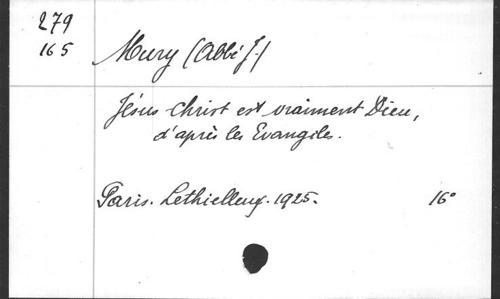 279
165
Mury (Abbé J.)
Jésus Christ est vraiment Dieu,
d'après les Evangiles.
Paris. Lethielleux. 1925. 16°